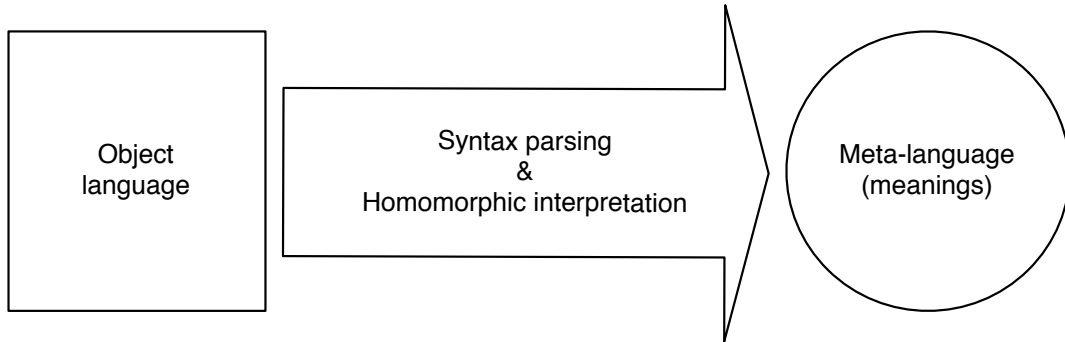 Object
language
Syntax parsing
&
Homomorphic interpretation
Meta-language
(meanings)